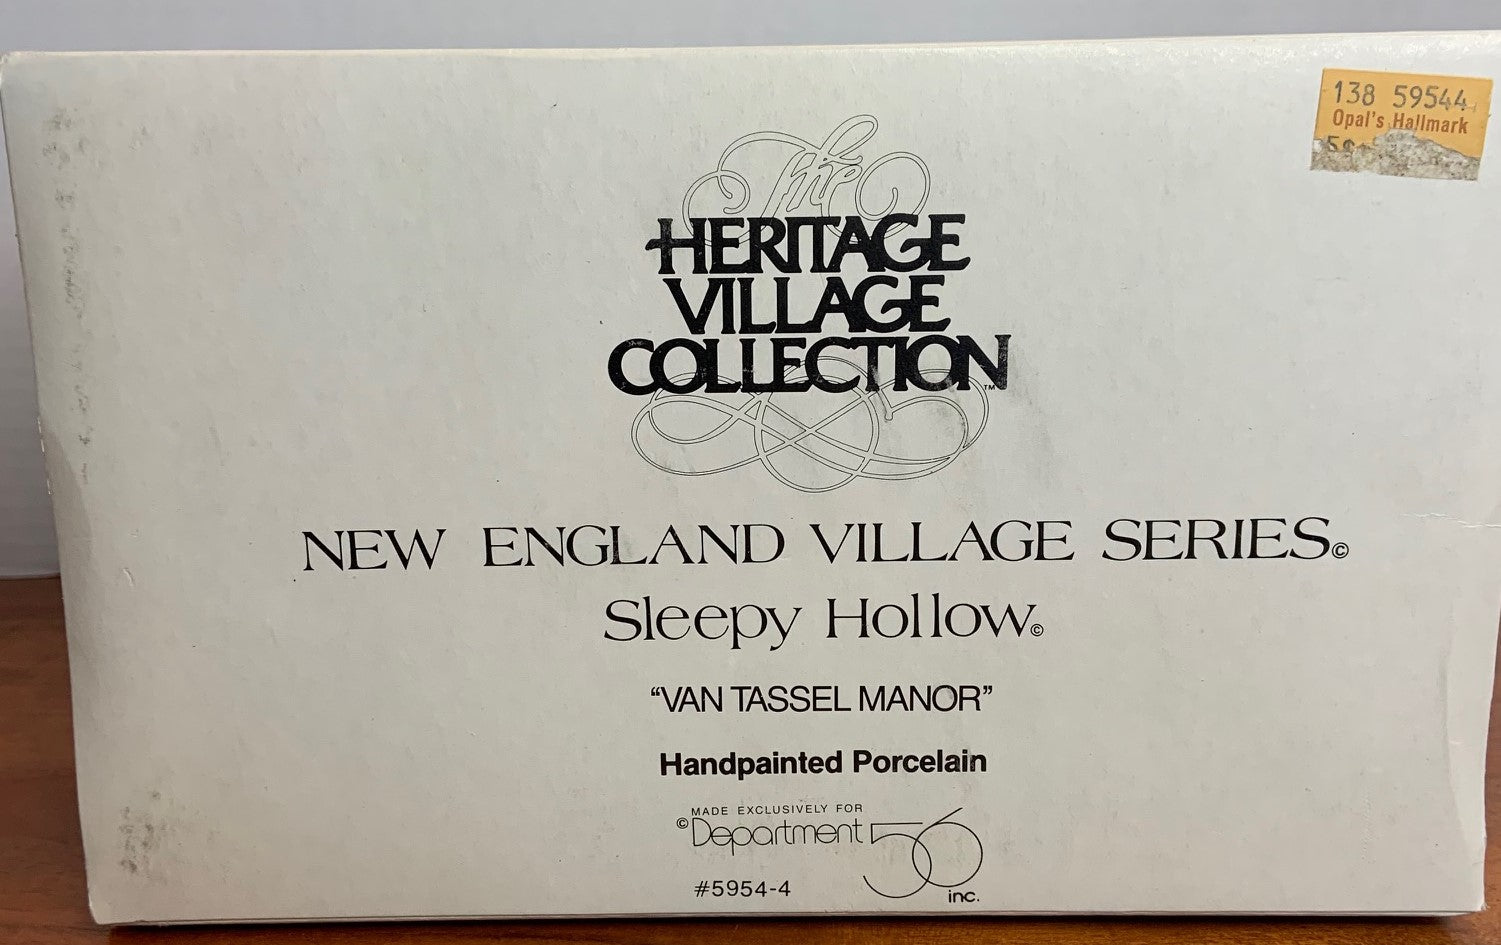 138 59544
Opal's Hallmark
The
HERITAGE
VILLAGE
COLLECTION™
NEW ENGLAND VILLAGE SERIES©
Sleepy Hollow©
“VAN TASSEL MANOR”
Handpainted Porcelain
MADE EXCLUSIVELY FOR
© Department 56
inc.
#5954-4